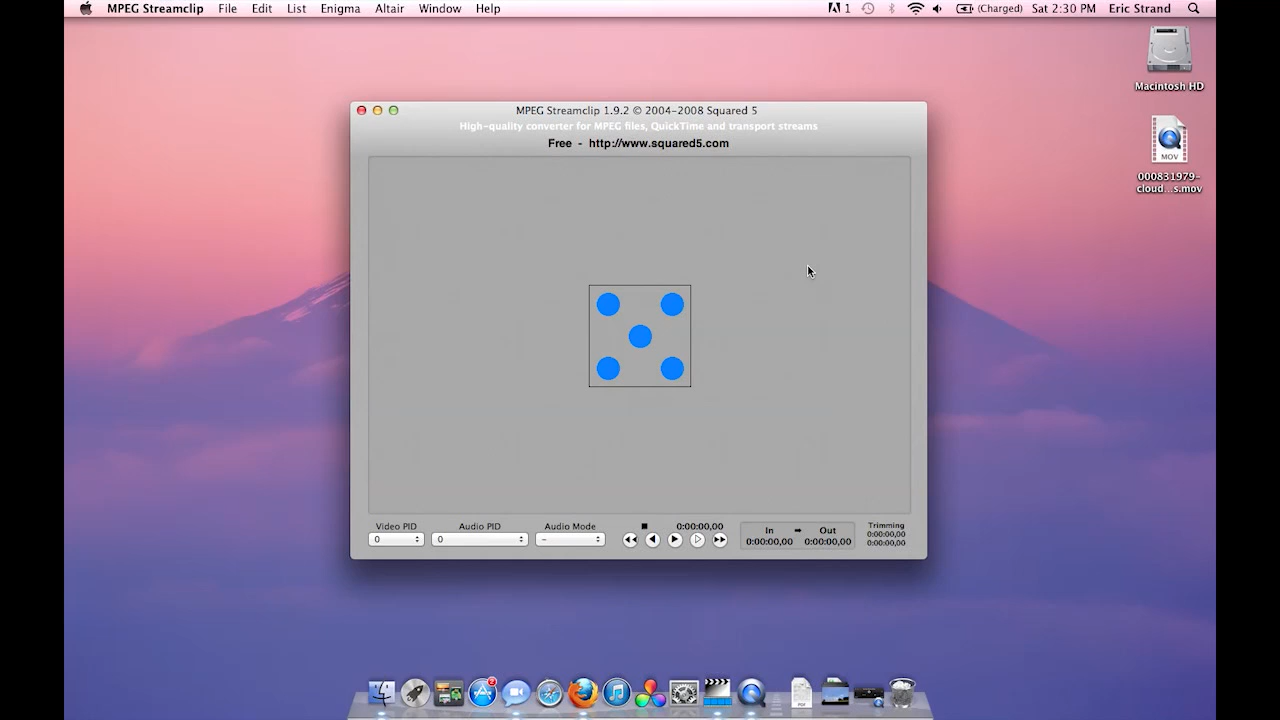 MPEG Streamclip File Edit List Enigma Altair Window Help 1 (Charged) Sat 2:30 PM Eric Strand
Macintosh HD
MOV
000831979-
cloud...s.mov
MPEG Streamclip 1.9.2 © 2004-2008 Squared 5
High-quality converter for MPEG files, QuickTime and transport streams
Free - http://www.squared5.com
Video PID Audio PID Audio Mode 0:00:00,00 In Out Trimming
0 0 – 0:00:00,00 0:00:00,00 0:00:00,00
0:00:00,00
7
PDF